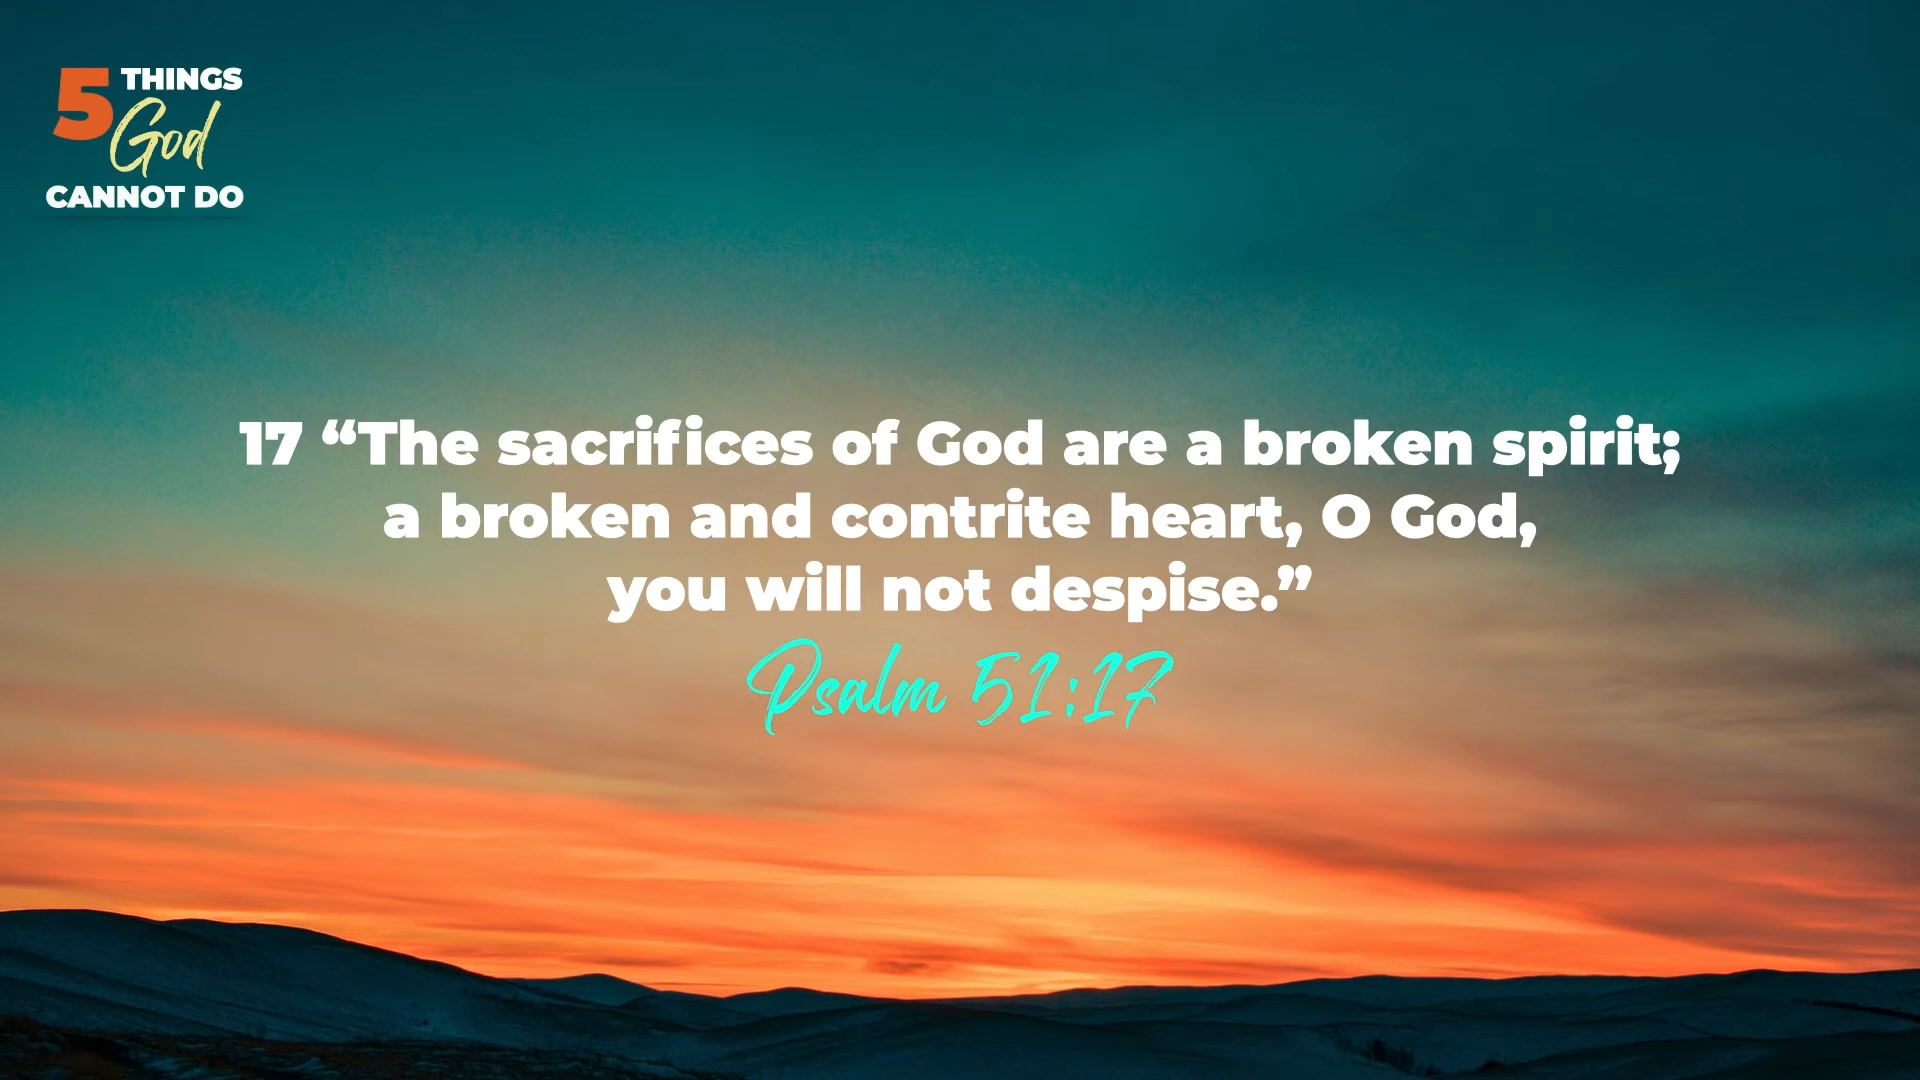 5 THINGS
God
CANNOT DO
17 “The sacrifices of God are a broken spirit;
a broken and contrite heart, O God,
you will not despise.”
Psalm 51:17